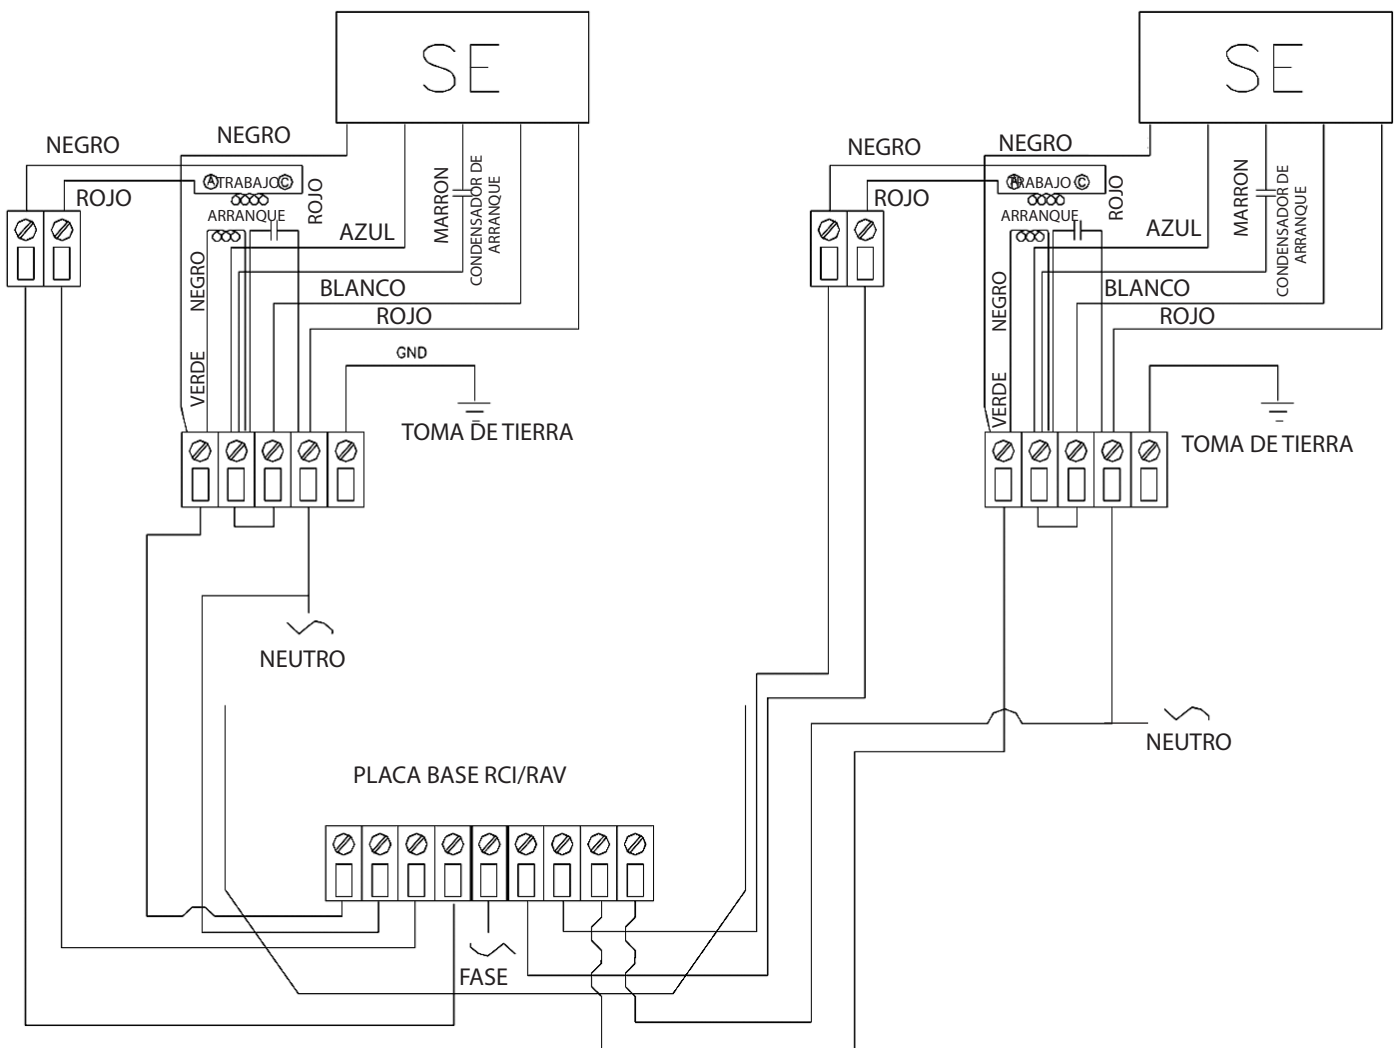 SE
NEGRO
NEGRO
ATRABAJOC
ROJO
ROJO
ARRANQUE
AZUL
MARRON
CONDENSADOR DE
ARRANQUE
NEGRO
BLANCO
ROJO
VERDE
GND
TOMA DE TIERRA
NEUTRO
SE
NEGRO
NEGRO
TRABAJO C
ROJO
ROJO
ARRANQUE
AZUL
MARRON
CONDENSADOR DE
ARRANQUE
NEGRO
BLANCO
ROJO
VERDE
TOMA DE TIERRA
NEUTRO
PLACA BASE RCI/RAV
FASE